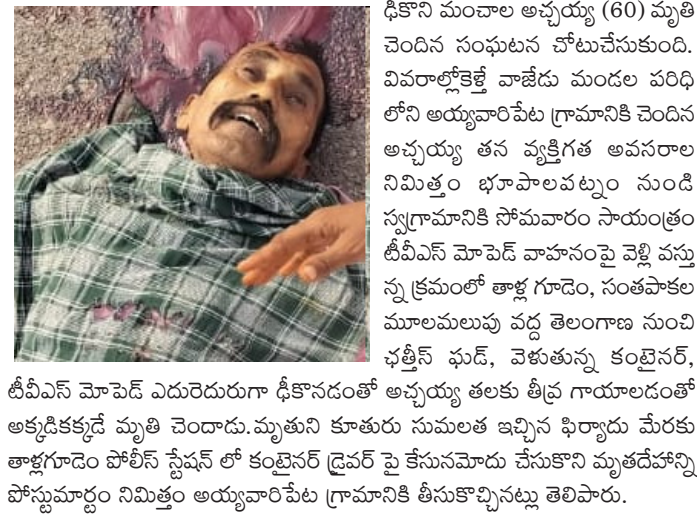 ఢీకొని మంచాల అచ్చయ్య (60) మృతి
చెందిన సంఘటన చోటుచేసుకుంది.
వివరాల్లోకెళ్తే వాజేడు మండల పరిధి
లోని అయ్యవారిపేట గ్రామానికి చెందిన
అచ్చయ్య తన వ్యక్తిగత అవసరాల
నిమిత్తం భూపాలవట్నం నుండి
స్వగ్రామానికి సోమవారం సాయంత్రం
టీవీఎస్ మోపెడ్ వాహనంపై వెళ్లి వస్తు
న్న క్రమంలో తాళ్ల గూడెం, సంతపాకల
మూలమలుపు వద్ద తెలంగాణ నుంచి
ఛత్తీస్ ఘడ్, వెళుతున్న కంటైనర్,
టీవీఎస్ మోపెడ్ ఎదురెదురుగా ఢీకొనడంతో అచ్చయ్య తలకు తీవ్ర గాయాలడంతో
అక్కడికక్కడే మృతి చెందాడు.మృతుని కూతురు సుమలత ఇచ్చిన ఫిర్యాదు మేరకు
తాళ్లగూడెం పోలీస్ స్టేషన్ లో కంటైనర్ డ్రైవర్ పై కేసునమోదు చేసుకొని మృతదేహాన్ని
పోస్టుమార్టం నిమిత్తం అయ్యవారిపేట గ్రామానికి తీసుకొచ్చినట్లు తెలిపారు.